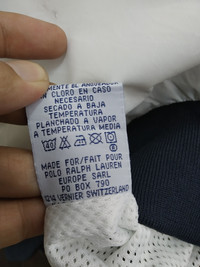 A CLORO EN CASO
NECESARIO
SECADO A BAJA
TEMPERATURA
PLANCHADO A VAPOR
A TEMPERATURA MEDIA
40
MADE FOR/FAIT POUR
POLO RALPH LAUREN
EUROPE SARL
PO BOX 790
VERNIER SWITZERLAND